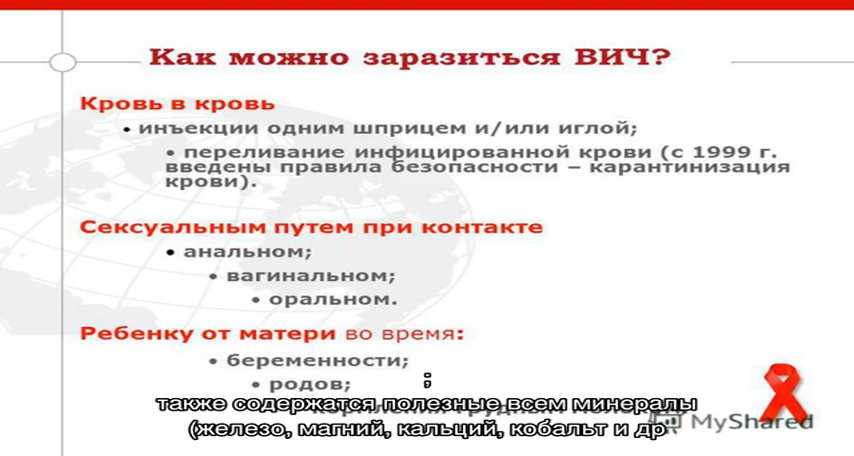 Как можно заразиться ВИЧ?
Кровь в кровь
• инъекции одним шприцем и/или иглой;
• переливание инфицированной крови (с 1999 г.
введены правила безопасности – карантинизация
крови).
Сексуальным путем при контакте
• анальном;
• вагинальном;
• оральном.
Ребенку от матери во время:
• беременности;
• родов;
;
также содержатся полезные всем минералы
(железо, магний, кальций, кобальт и др
MyShared